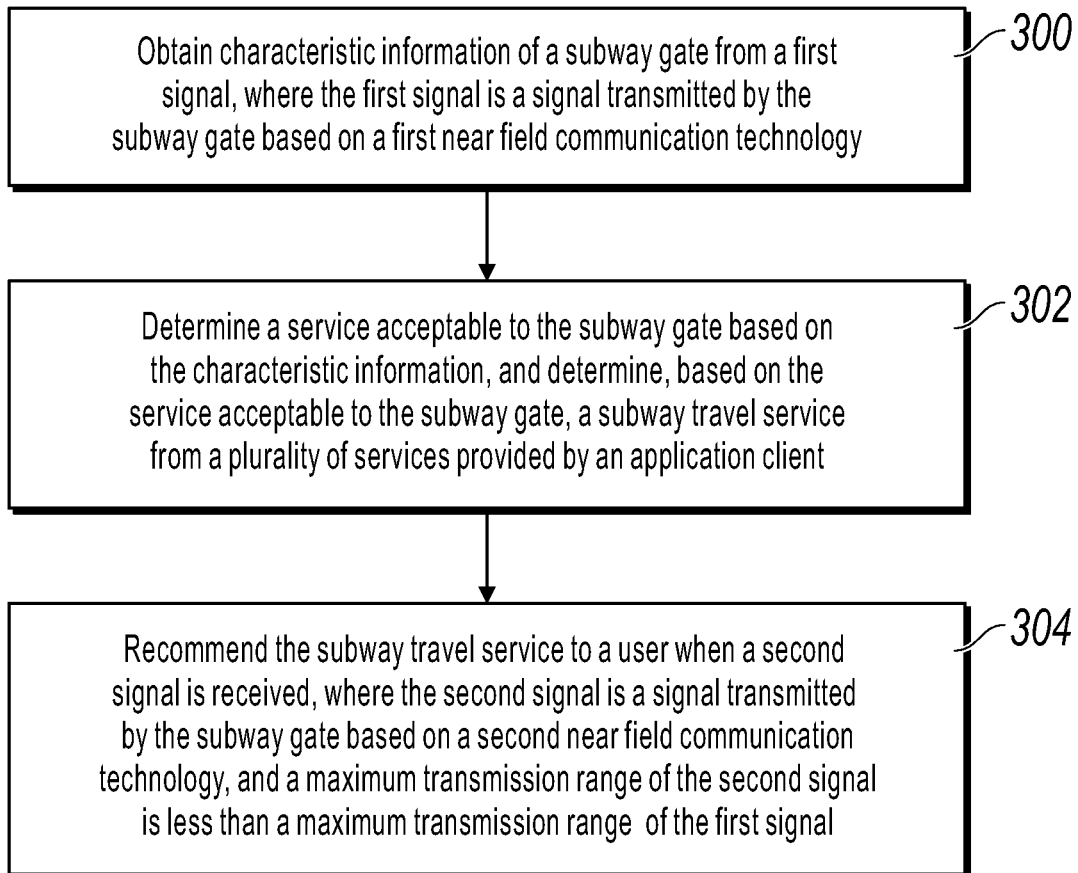 Obtain characteristic information of a subway gate from a first
signal, where the first signal is a signal transmitted by the
subway gate based on a first near field communication technology
300
Determine a service acceptable to the subway gate based on
the characteristic information, and determine, based on the
service acceptable to the subway gate, a subway travel service
from a plurality of services provided by an application client
302
Recommend the subway travel service to a user when a second
signal is received, where the second signal is a signal transmitted
by the subway gate based on a second near field communication
technology, and a maximum transmission range of the second signal
is less than a maximum transmission range of the first signal
304